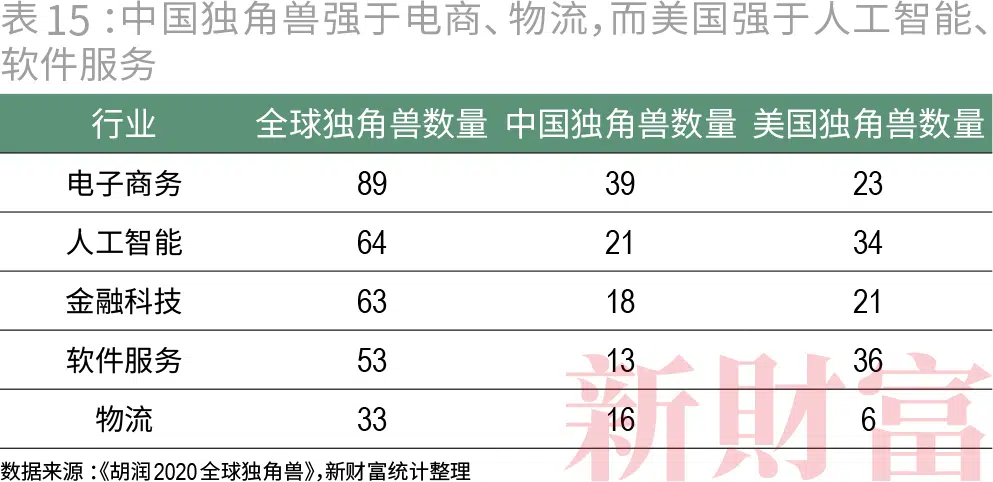 表15:中国独角兽强于电商、物流,而美国强于人工智能、
软件服务
行业 全球独角兽数量 中国独角兽数量 美国独角兽数量
电子商务 89 39 23
人工智能 64 21 34
金融科技 63 18 21
软件服务 53 13 36
物流 33 16 6
新財富
数据来源:《胡润2020全球独角兽》,新财富统计整理